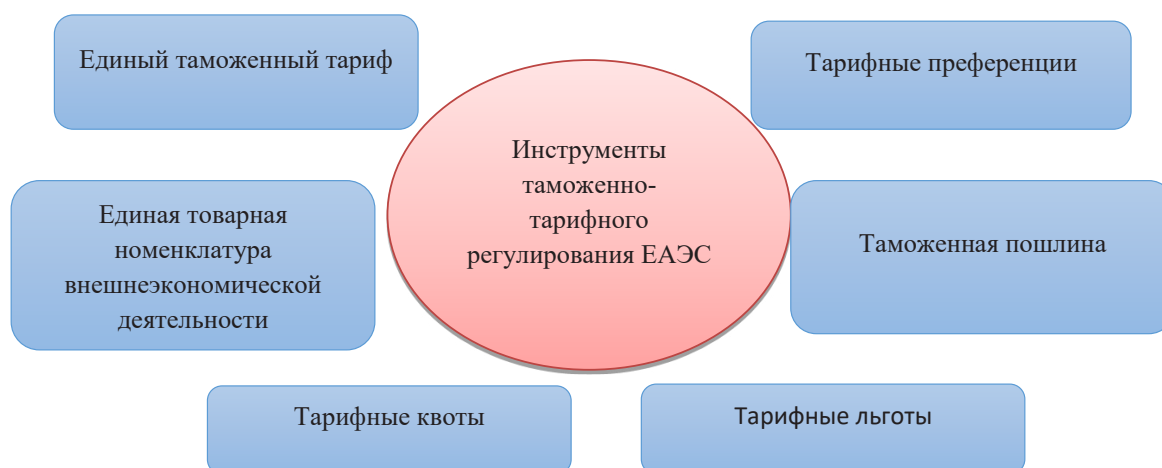 Единый таможенный тариф
Тарифные преференции
Инструменты
таможенно-
тарифного
регулирования ЕАЭС
Единая товарная
номенклатура
внешнеэкономической
деятельности
Таможенная пошлина
Тарифные квоты
Тарифные льготы